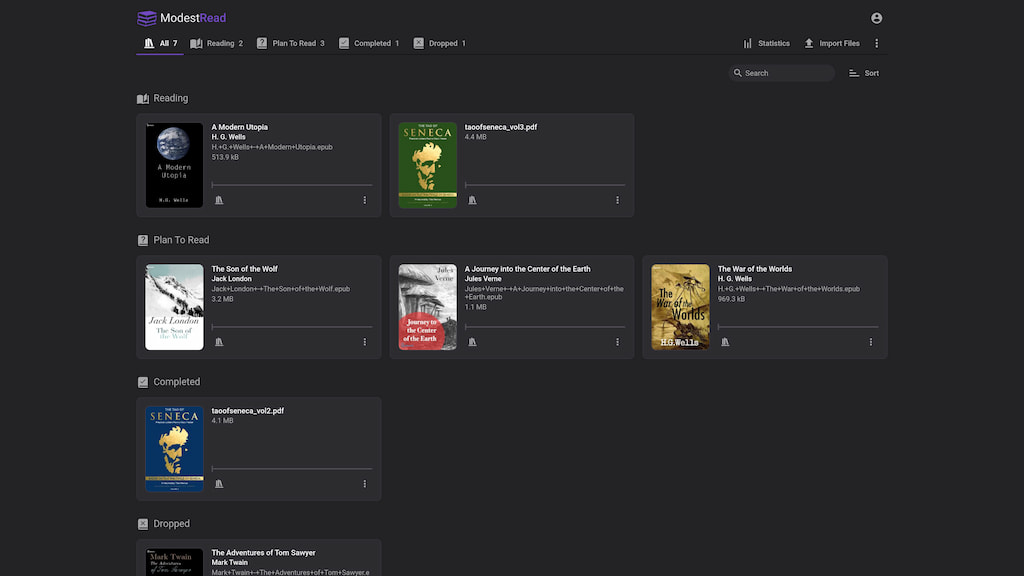 ModestRead
All 7
Reading 2
Plan To Read 3
Completed 1
Dropped 1
Statistics
Import Files
Search
Sort
Reading
A Modern
Utopia
H.G. Wells
A Modern Utopia
H. G. Wells
H.+G.+Wells+-+A+Modern+Utopia.epub
513.9 kB
THE TAO OF
SENECA
taoofseneca_vol3.pdf
4.4 MB
Plan To Read
Jack London
The Son of
the Wolf
The Son of the Wolf
Jack London
Jack+London+-+The+Son+of+the+Wolf.epub
3.2 MB
Jules
Verne
Journey to
the Center
of the Earth
A Journey into the Center of the Earth
Jules Verne
Jules+Verne+-+A+Journey+into+the+Center+of+the
+Earth.epub
1.1 MB
The
War of the
Worlds
H.G.Wells
The War of the Worlds
H. G. Wells
H.+G.+Wells+-+The+War+of+the+Worlds.epub
969.3 kB
Completed
THE TAO OF
SENECA
taoofseneca_vol2.pdf
4.1 MB
Dropped
Mark Twain
The Adventures
of Tom Sawyer
The Adventures of Tom Sawyer
Mark Twain
Mark+Twain+-+The+Adventures+of+Tom+Sawyer.e